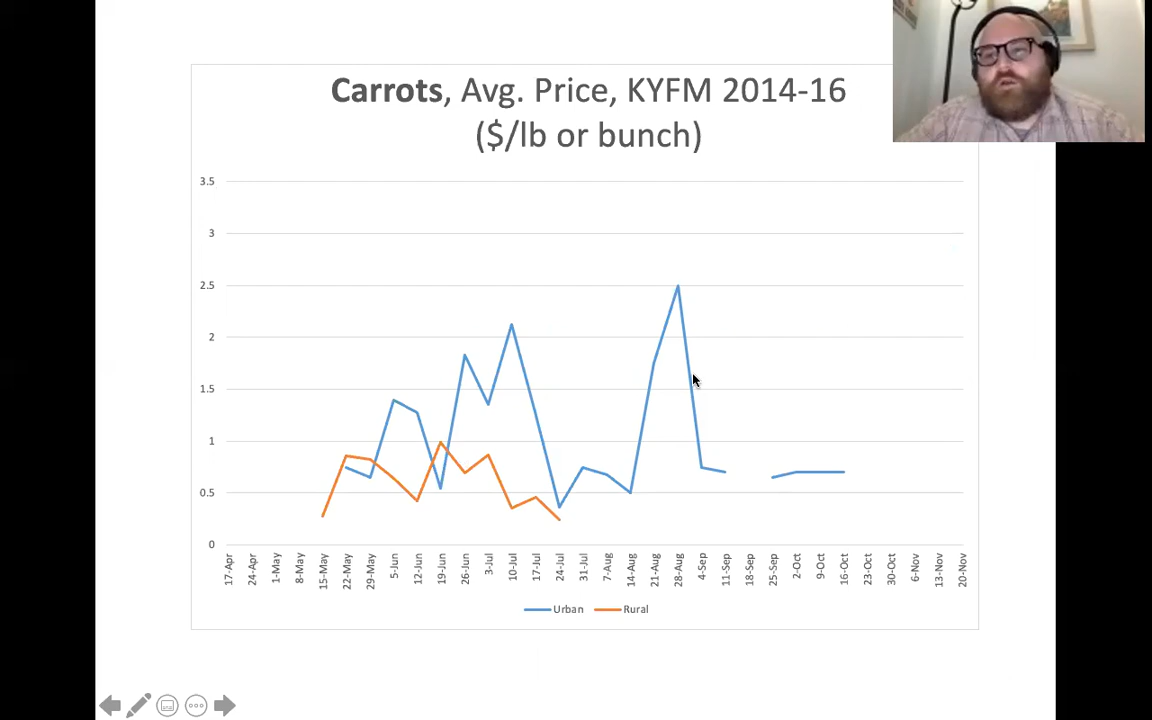 Carrots, Avg. Price, KYFM 2014-16
($/lb or bunch)
3.5
3
2.5
2
1.5
1
0.5
0
17-Apr
24-Apr
1-May
8-May
15-May
22-May
29-May
5-Jun
12-Jun
19-Jun
26-Jun
3-Jul
10-Jul
17-Jul
24-Jul
31-Jul
7-Aug
14-Aug
21-Aug
28-Aug
4-Sep
11-Sep
18-Sep
25-Sep
2-Oct
9-Oct
16-Oct
23-Oct
30-Oct
6-Nov
13-Nov
20-Nov
Urban
Rural